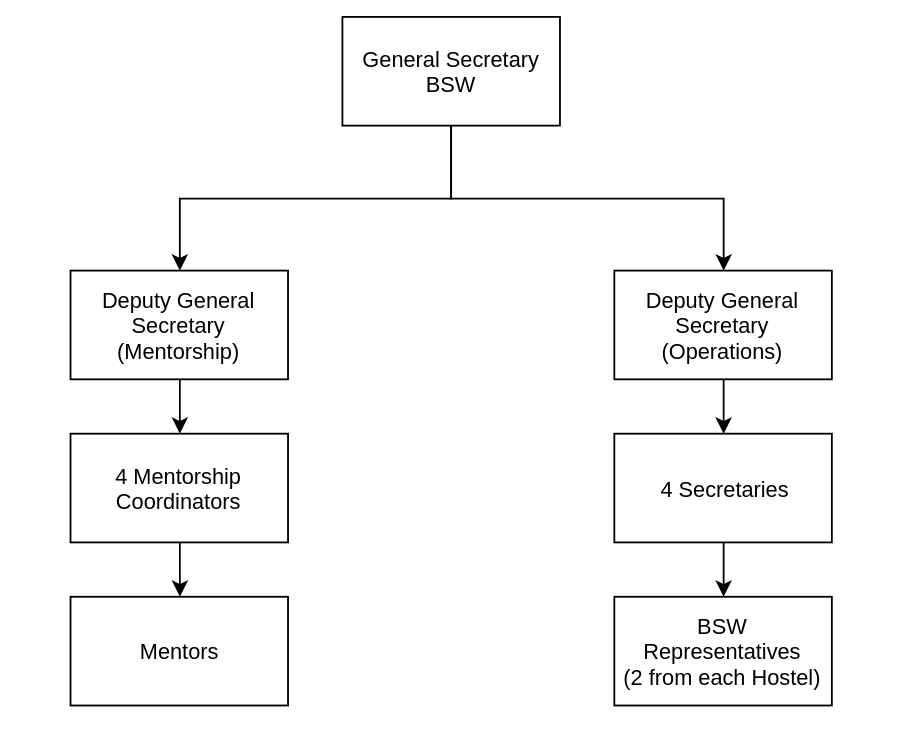 General Secretary
BSW
Deputy General
Secretary
(Mentorship)
Deputy General
Secretary
(Operations)
4 Mentorship
Coordinators
4 Secretaries
Mentors
BSW
Representatives
(2 from each Hostel)